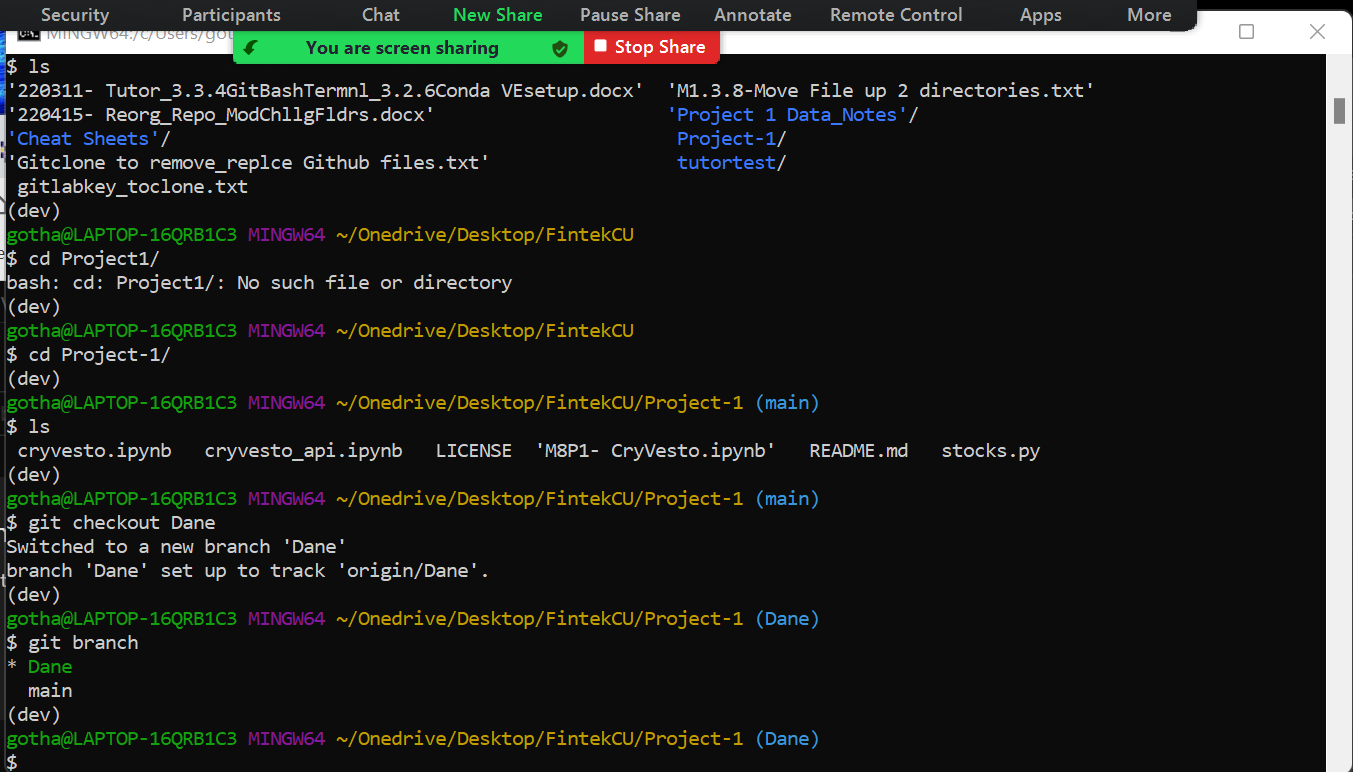 Security Participants Chat New Share Pause Share Annotate Remote Control Apps More
MINGW64:/c/Users/got
You are screen sharing Stop Share
$ ls
'220311- Tutor_3.3.4GitBashTermnl_3.2.6Conda VEsetup.docx' 'M1.3.8-Move File up 2 directories.txt'
'220415- Reorg_Repo_ModChllgFldrs.docx' 'Project 1 Data_Notes'/
'Cheat Sheets'/ Project-1/
'Gitclone to remove_replce Github files.txt' tutortest/
gitlabkey_toclone.txt
(dev)
gotha@LAPTOP-16QRB1C3 MINGW64 ~/Onedrive/Desktop/FintekCU
$ cd Project1/
bash: cd: Project1/: No such file or directory
(dev)
gotha@LAPTOP-16QRB1C3 MINGW64 ~/Onedrive/Desktop/FintekCU
$ cd Project-1/
(dev)
gotha@LAPTOP-16QRB1C3 MINGW64 ~/Onedrive/Desktop/FintekCU/Project-1 (main)
$ ls
cryvesto.ipynb cryvesto_api.ipynb LICENSE 'M8P1- CryVesto.ipynb' README.md stocks.py
(dev)
gotha@LAPTOP-16QRB1C3 MINGW64 ~/Onedrive/Desktop/FintekCU/Project-1 (main)
$ git checkout Dane
Switched to a new branch 'Dane'
branch 'Dane' set up to track 'origin/Dane'.
(dev)
gotha@LAPTOP-16QRB1C3 MINGW64 ~/Onedrive/Desktop/FintekCU/Project-1 (Dane)
$ git branch
* Dane
main
(dev)
gotha@LAPTOP-16QRB1C3 MINGW64 ~/Onedrive/Desktop/FintekCU/Project-1 (Dane)
$